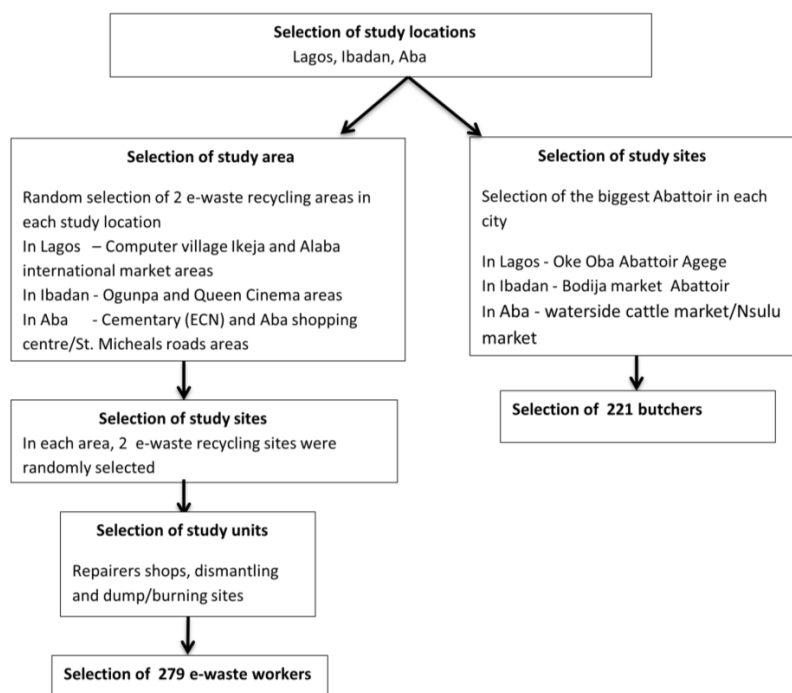 Selection of study locations
Lagos, Ibadan, Aba
Selection of study area
Random selection of 2 e-waste recycling areas in
each study location
In Lagos – Computer village Ikeja and Alaba
international market areas
In Ibadan - Ogunpa and Queen Cinema areas
In Aba - Cementary (ECN) and Aba shopping
centre/St. Micheals roads areas
Selection of study sites
In each area, 2 e-waste recycling sites were
randomly selected
Selection of study units
Repairers shops, dismantling
and dump/burning sites
Selection of 279 e-waste workers
Selection of study sites
Selection of the biggest Abattoir in each
city
In Lagos - Oke Oba Abattoir Agege
In Ibadan - Bodija market Abattoir
In Aba - waterside cattle market/Nsulu
market
Selection of 221 butchers